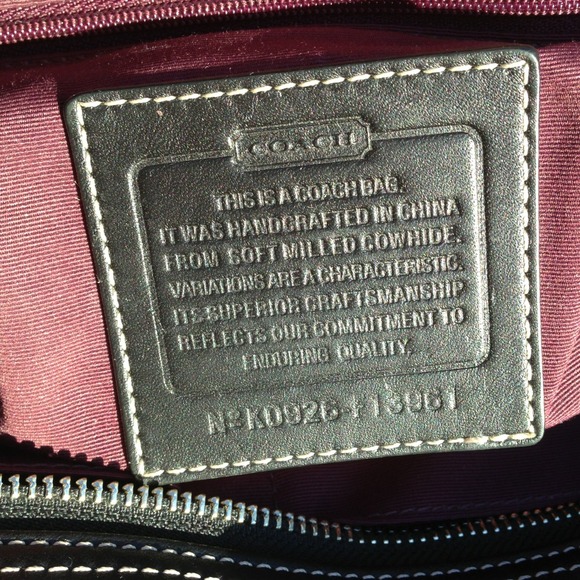 COACH
THIS IS A COACH BAG.
IT WAS HANDCRAFTED IN CHINA
FROM SOFT MILLED COWHIDE.
VARIATIONS ARE A CHARACTERISTIC.
ITS SUPERIOR CRAFTSMANSHIP
REFLECTS OUR COMMITMENT TO
ENDURING QUALITY.
Nº K0926-F13961